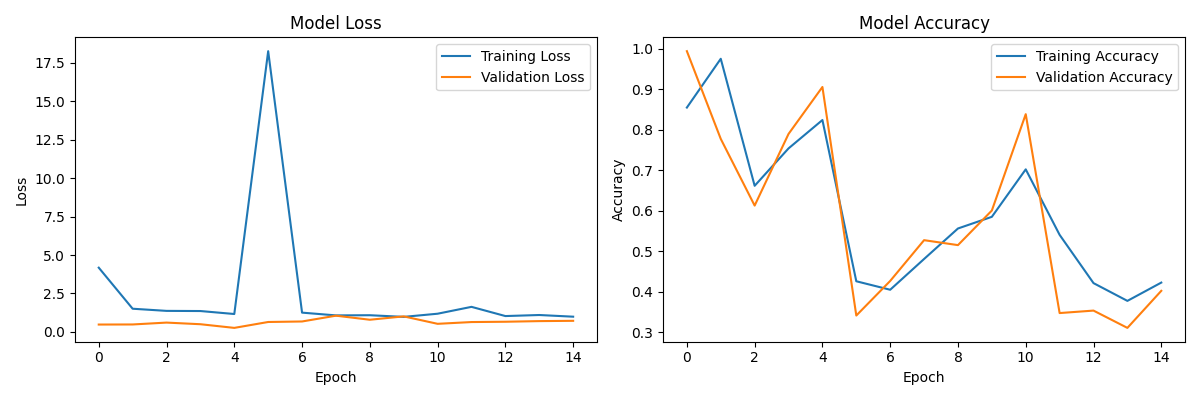 Model Loss
17.5
15.0
12.5
10.0
7.5
5.0
2.5
0.0
Loss
Training Loss
Validation Loss
0 2 4 6 8 10 12 14
Epoch
Model Accuracy
1.0
0.9
0.8
0.7
0.6
0.5
0.4
0.3
Accuracy
Training Accuracy
Validation Accuracy
0 2 4 6 8 10 12 14
Epoch